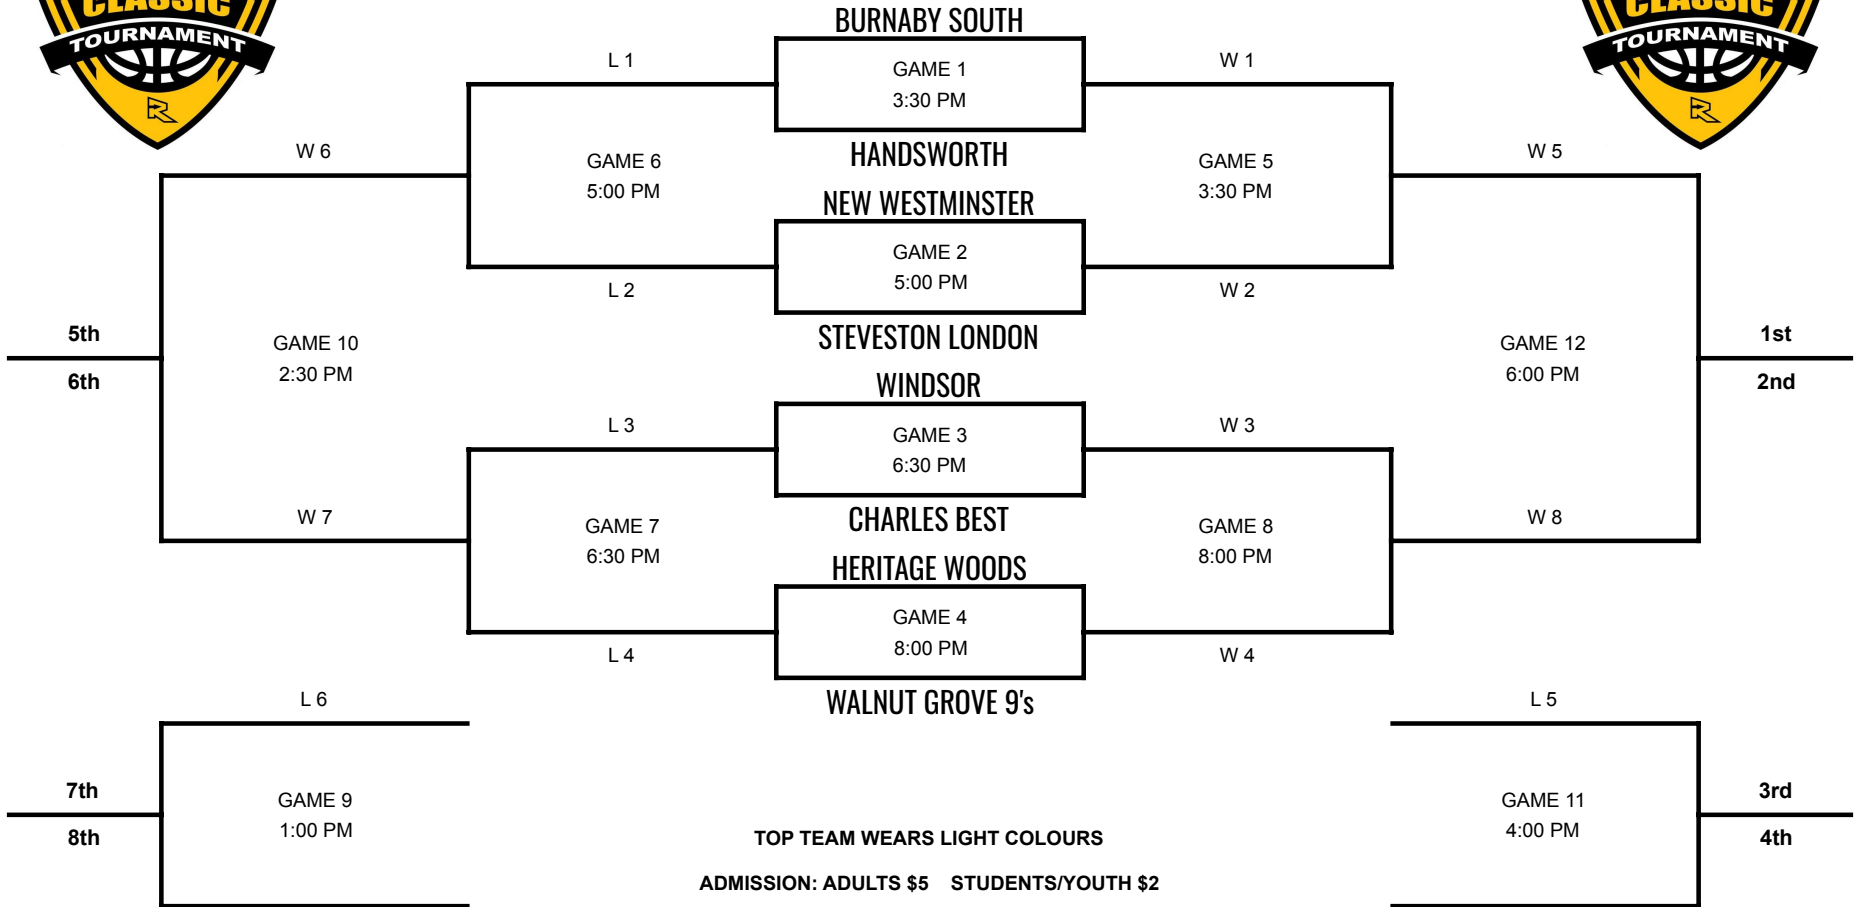 CLASSIC
TOURNAMENT
R
CLASSIC
TOURNAMENT
R
BURNABY SOUTH
L 1
GAME 1
3:30 PM
W 1
HANDSWORTH
W 6
GAME 6
5:00 PM
GAME 5
3:30 PM
W 5
NEW WESTMINSTER
GAME 2
5:00 PM
L 2
W 2
STEVESTON LONDON
5th
6th
GAME 10
2:30 PM
GAME 12
6:00 PM
1st
2nd
WINDSOR
L 3
GAME 3
6:30 PM
W 3
CHARLES BEST
W 7
GAME 7
6:30 PM
GAME 8
8:00 PM
W 8
HERITAGE WOODS
GAME 4
8:00 PM
L 4
W 4
WALNUT GROVE 9's
L 6
L 5
7th
8th
GAME 9
1:00 PM
GAME 11
4:00 PM
3rd
4th
TOP TEAM WEARS LIGHT COLOURS
ADMISSION: ADULTS $5 STUDENTS/YOUTH $2